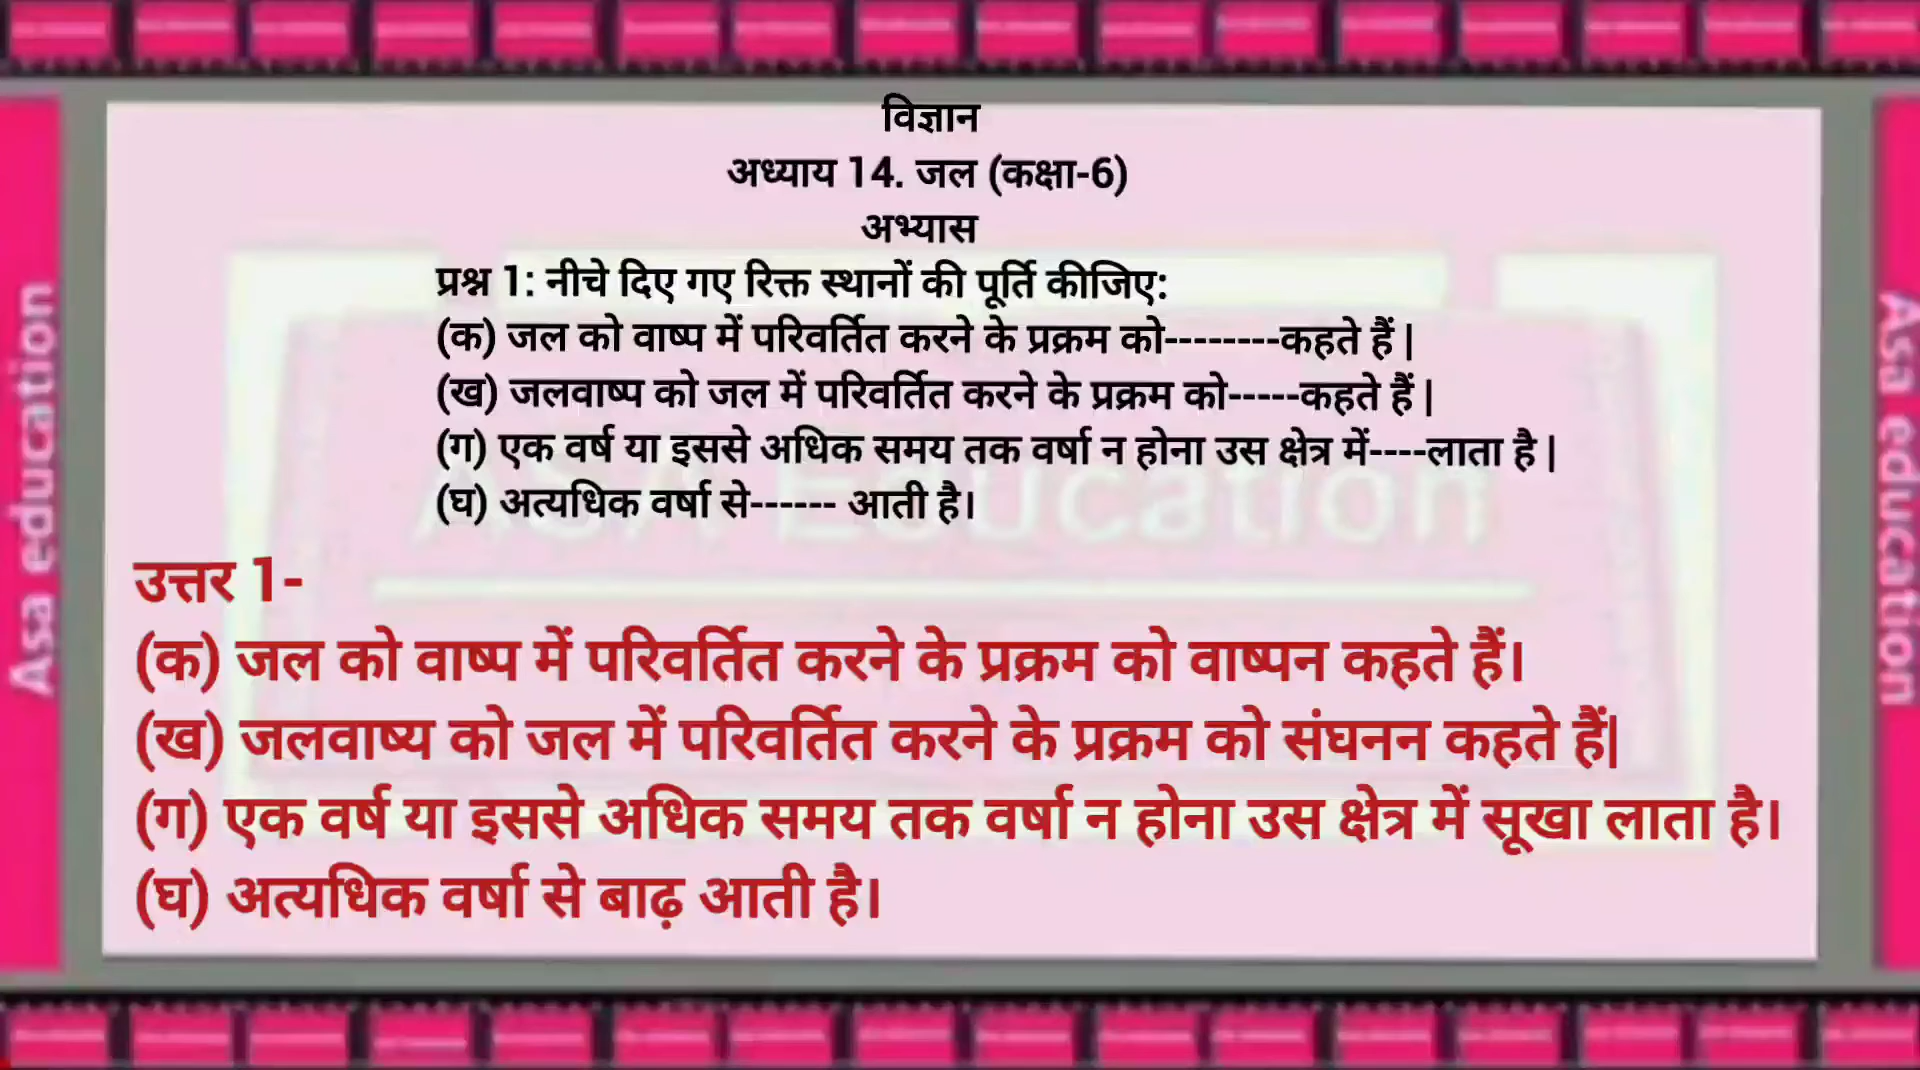 विज्ञान
अध्याय 14. जल (कक्षा-6)
अभ्यास
प्रश्न 1: नीचे दिए गए रिक्त स्थानों की पूर्ति कीजिए:
(क) जल को वाष्प में परिवर्तित करने के प्रक्रम को--------कहते हैं |
(ख) जलवाष्प को जल में परिवर्तित करने के प्रक्रम को-----कहते हैं |
(ग) एक वर्ष या इससे अधिक समय तक वर्षा न होना उस क्षेत्र में----लाता है |
(घ) अत्यधिक वर्षा से------ आती है।
उत्तर 1-
(क) जल को वाष्प में परिवर्तित करने के प्रक्रम को वाष्पन कहते हैं।
(ख) जलवाष्य को जल में परिवर्तित करने के प्रक्रम को संघनन कहते हैं|
(ग) एक वर्ष या इससे अधिक समय तक वर्षा न होना उस क्षेत्र में सूखा लाता है।
(घ) अत्यधिक वर्षा से बाढ़ आती है।
Asa education
Asa education
ASA Education